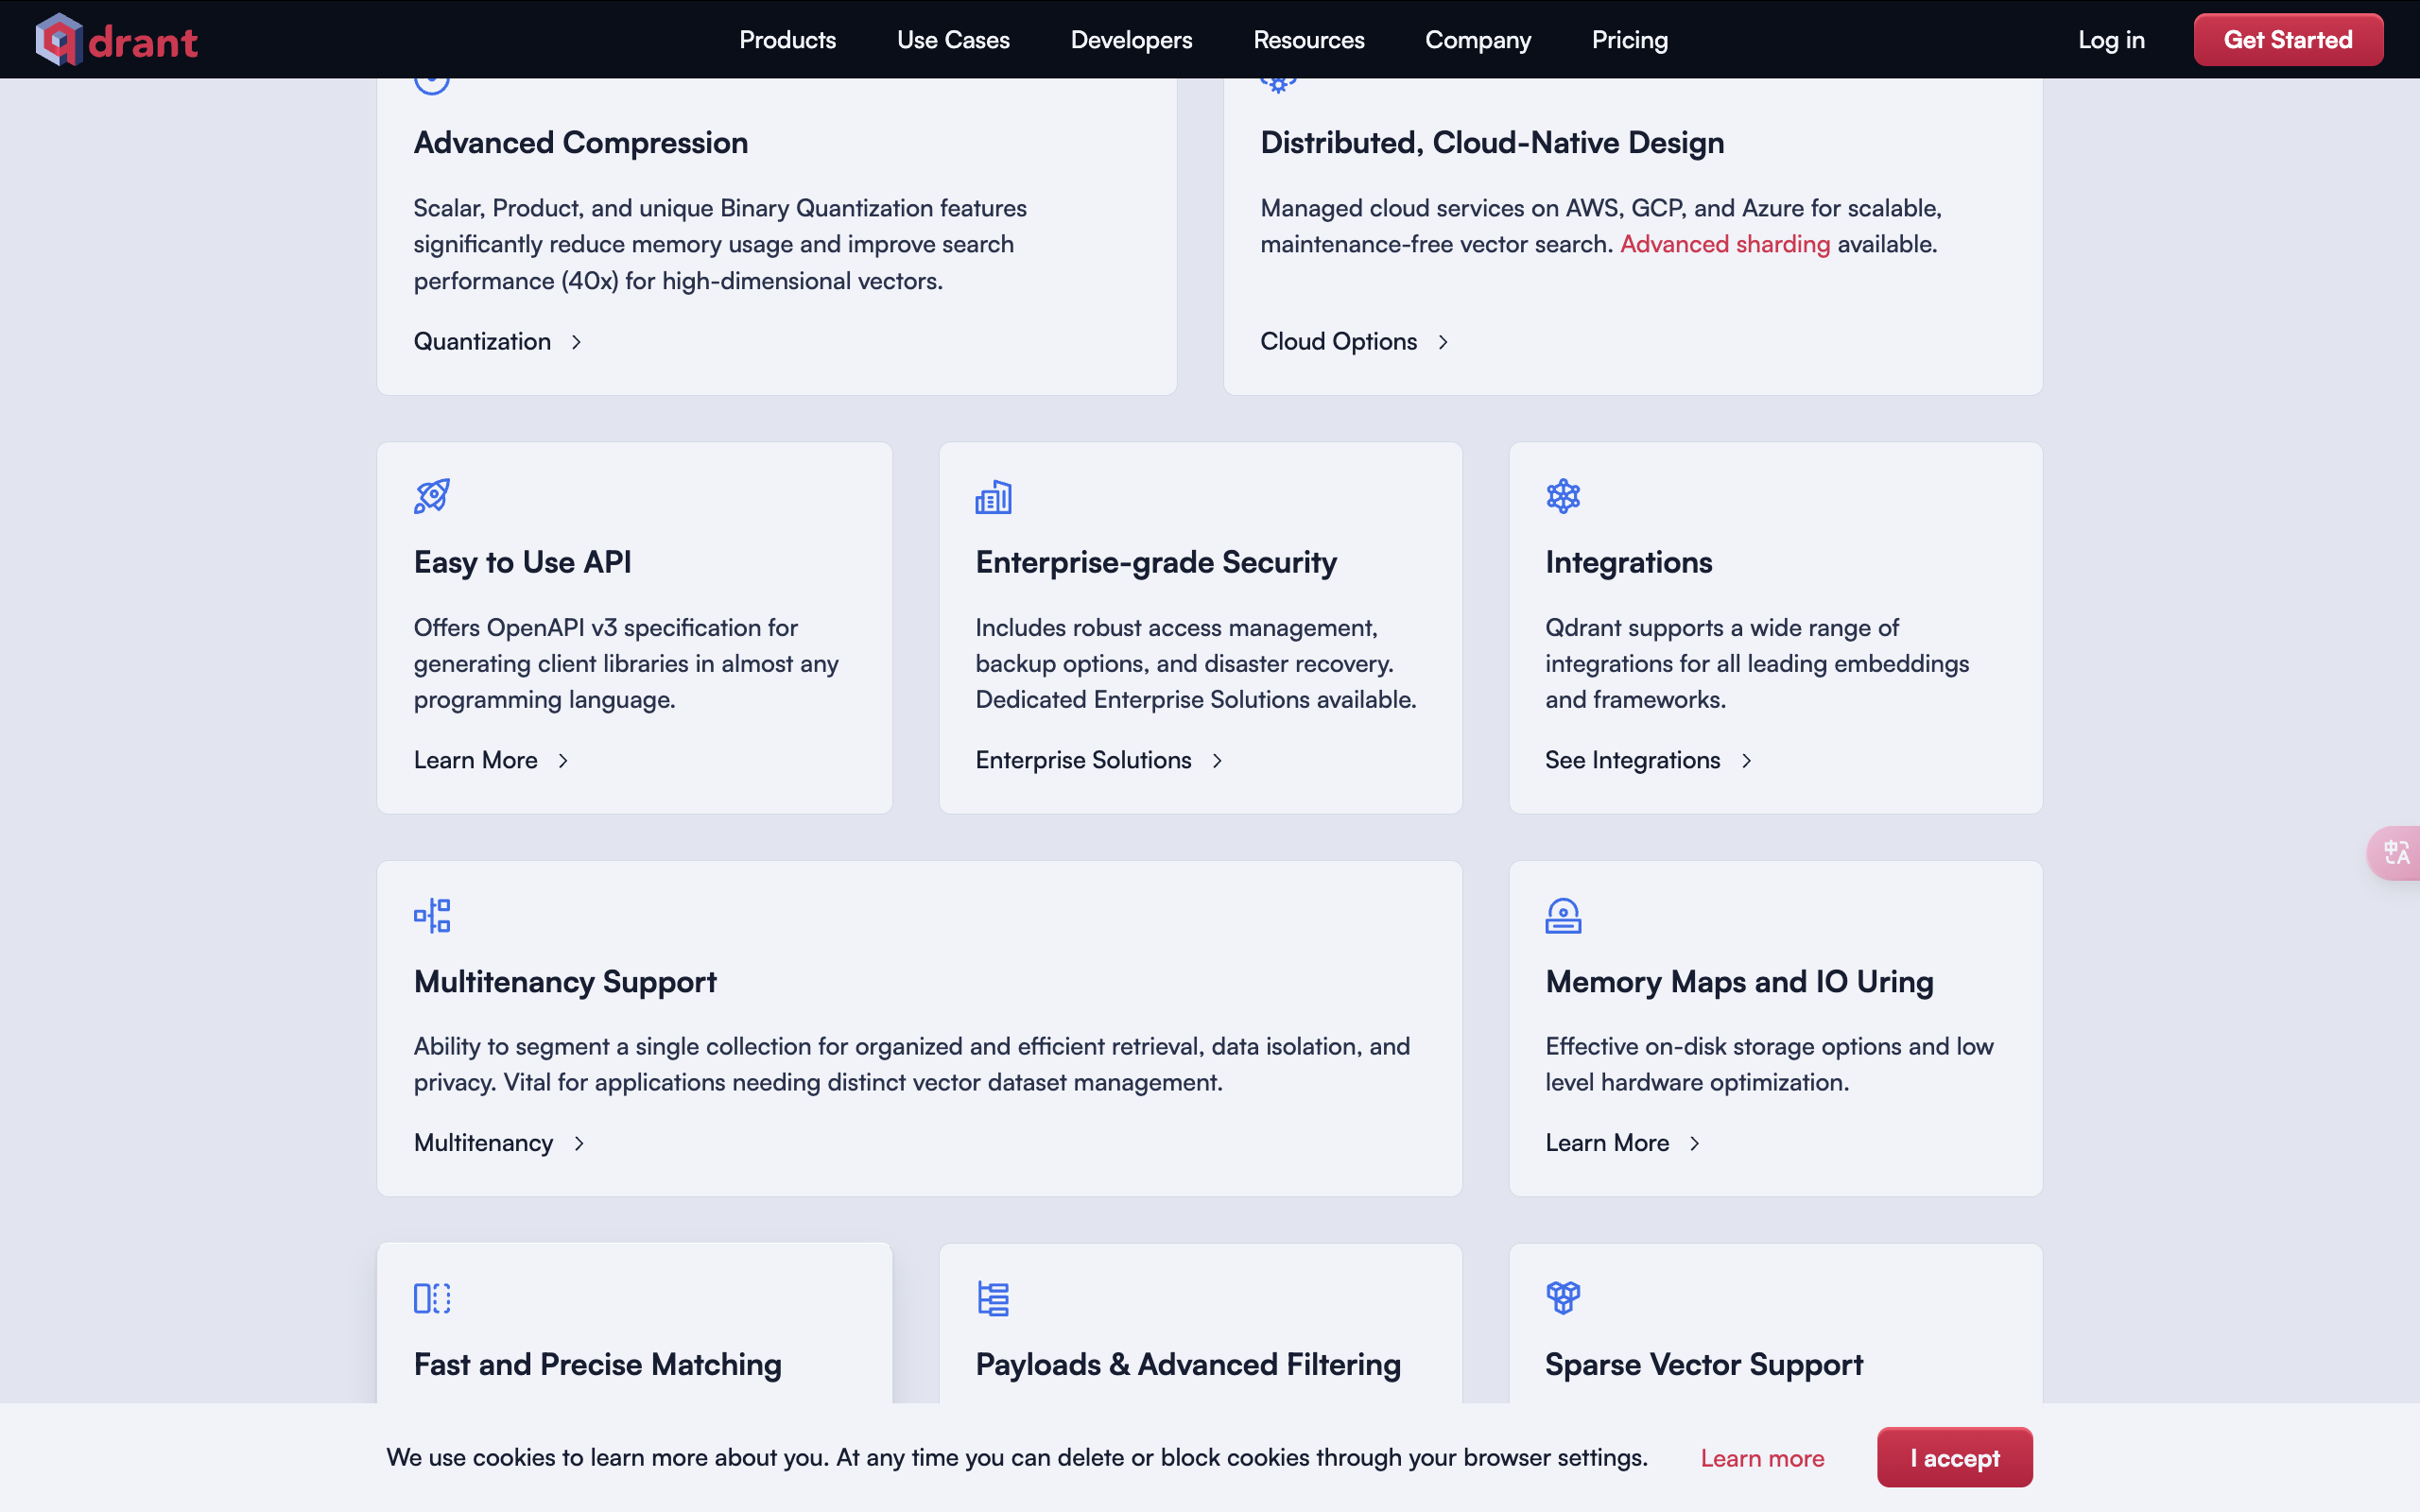 qdrant
Products
Use Cases
Developers
Resources
Company
Pricing
Log in
Get Started
Advanced Compression
Scalar, Product, and unique Binary Quantization features
significantly reduce memory usage and improve search
performance (40x) for high-dimensional vectors.
Quantization
Distributed, Cloud-Native Design
Managed cloud services on AWS, GCP, and Azure for scalable,
maintenance-free vector search. Advanced sharding available.
Cloud Options
Easy to Use API
Offers OpenAPI v3 specification for
generating client libraries in almost any
programming language.
Learn More
Enterprise-grade Security
Includes robust access management,
backup options, and disaster recovery.
Dedicated Enterprise Solutions available.
Enterprise Solutions
Integrations
Qdrant supports a wide range of
integrations for all leading embeddings
and frameworks.
See Integrations
中A
Multitenancy Support
Ability to segment a single collection for organized and efficient retrieval, data isolation, and
privacy. Vital for applications needing distinct vector dataset management.
Multitenancy
Memory Maps and IO Uring
Effective on-disk storage options and low
level hardware optimization.
Learn More
Fast and Precise Matching
Payloads & Advanced Filtering
Sparse Vector Support
We use cookies to learn more about you. At any time you can delete or block cookies through your browser settings.
Learn more
I accept